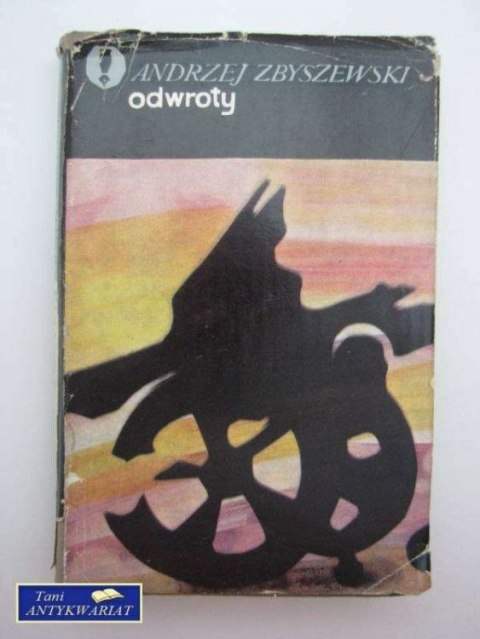 ANDRZEJ ZBYSZEWSKI
odwroty
Tani
ANTYKWARIAT